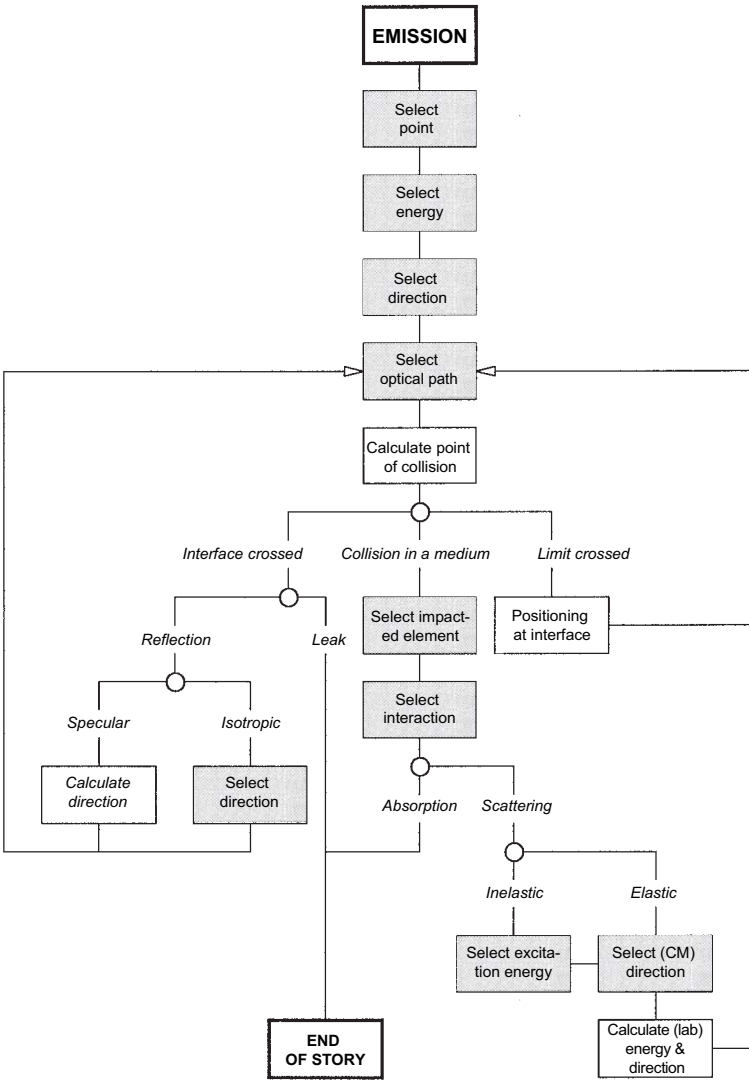 EMISSION
Select
point
Select
energy
Select
direction
Select
optical path
Calculate point
of collision
Interface crossed
Collision in a medium
Limit crossed
Select impact-
ed element
Positioning
at interface
Reflection
Leak
Select
interaction
Specular
Isotropic
Calculate
direction
Select
direction
Absorption
Scattering
Inelastic
Elastic
Select excita-
tion energy
Select (CM)
direction
END
OF STORY
Calculate (lab)
energy &
direction